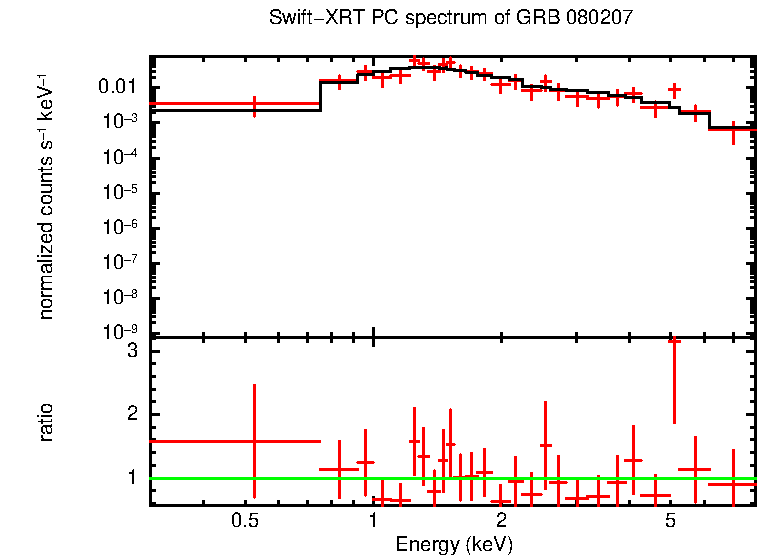 Swift−XRT PC spectrum of GRB 080207
normalized counts s⁻¹ keV⁻¹
0.01
10⁻³
10⁻⁴
10⁻⁵
10⁻⁶
10⁻⁷
10⁻⁸
10⁻⁹
ratio
3
2
1
0.5 1 2 5
Energy (keV)